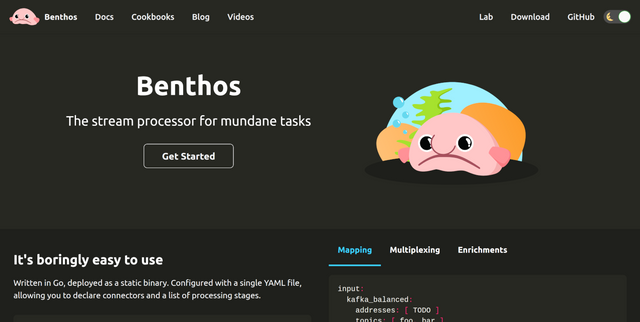 Benthos
Docs
Cookbooks
Blog
Videos
Lab
Download
GitHub
Benthos
The stream processor for mundane tasks
Get Started
It's boringly easy to use
Written in Go, deployed as a static binary. Configured with a single YAML file,
allowing you to declare connectors and a list of processing stages.
Mapping
Multiplexing
Enrichments
input:
kafka_balanced:
addresses: [ TODO ]
topics: [ foo, bar ]